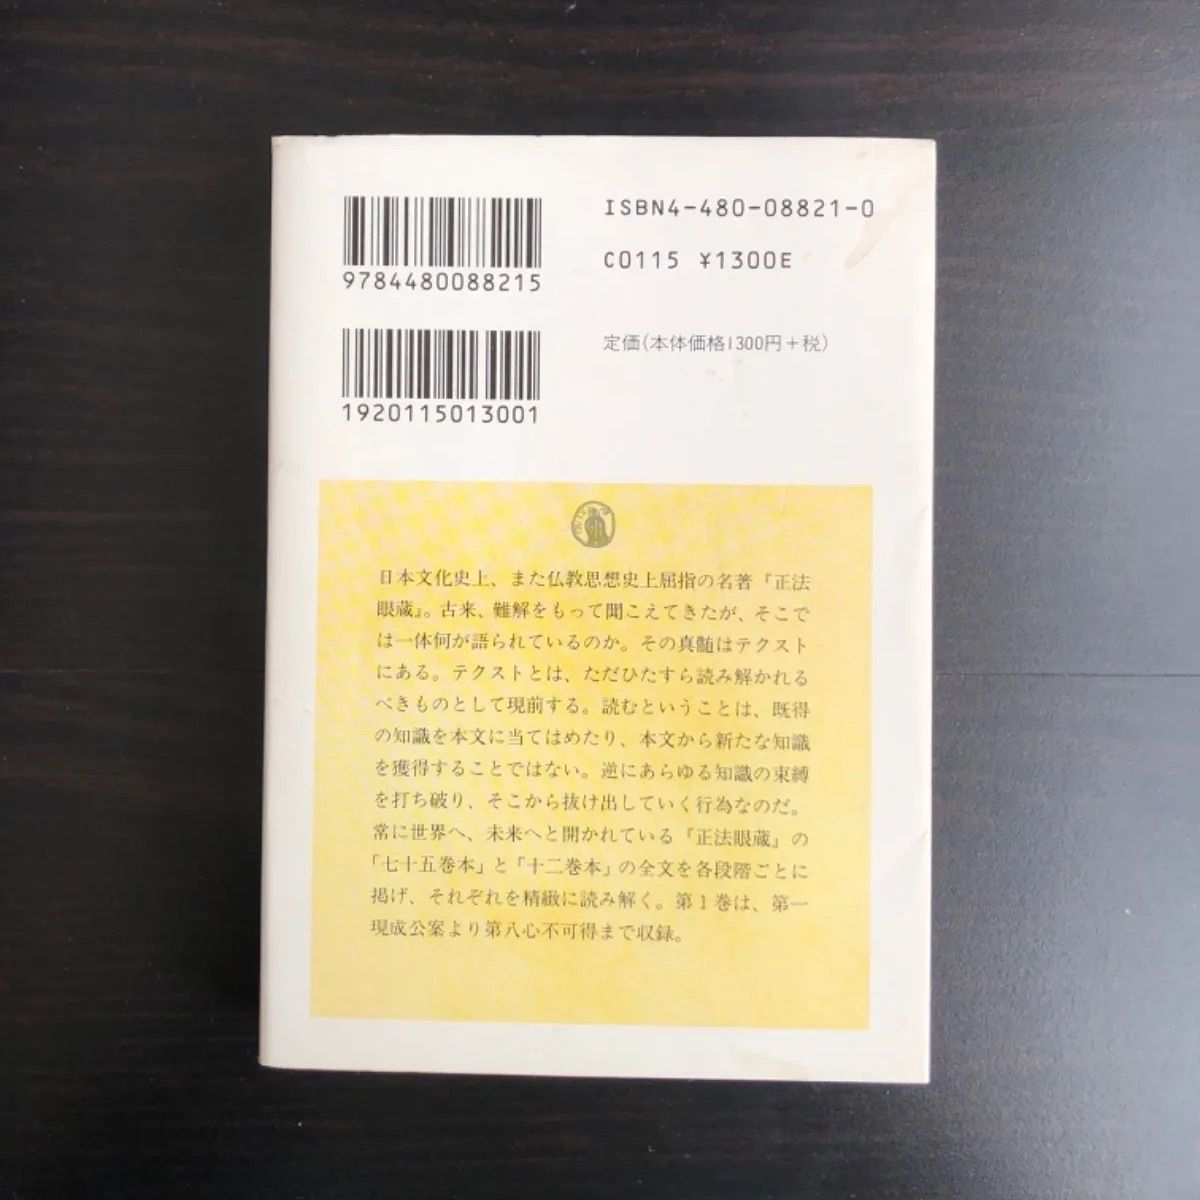 9784480088215
ISBN4-480-08821-0
C0115 ¥1300E
定価(本体価格1300円+税)
1920115013001
日本文化史上、また仏教思想史上屈指の名著『正法
眼蔵』。古来、難解をもって聞こえてきたが、そこで
は一体何が語られているのか。その真髄はテクスト
にある。テクストとは、ただひたすら読み解かれる
べきものとして現前する。読むということは、既得
の知識を本文に当てはめたり、本文から新たな知識
を獲得することではない。逆にあらゆる知識の束縛
を打ち破り、そこから抜け出していく行為なのだ。
常に世界へ、未来へと開かれている『正法眼蔵』の
「七十五巻本」と「十二巻本」の全文を各段階ごとに
掲げ、それぞれを精緻に読み解く。第1巻は、第一
現成公案より第八心不可得まで収録。